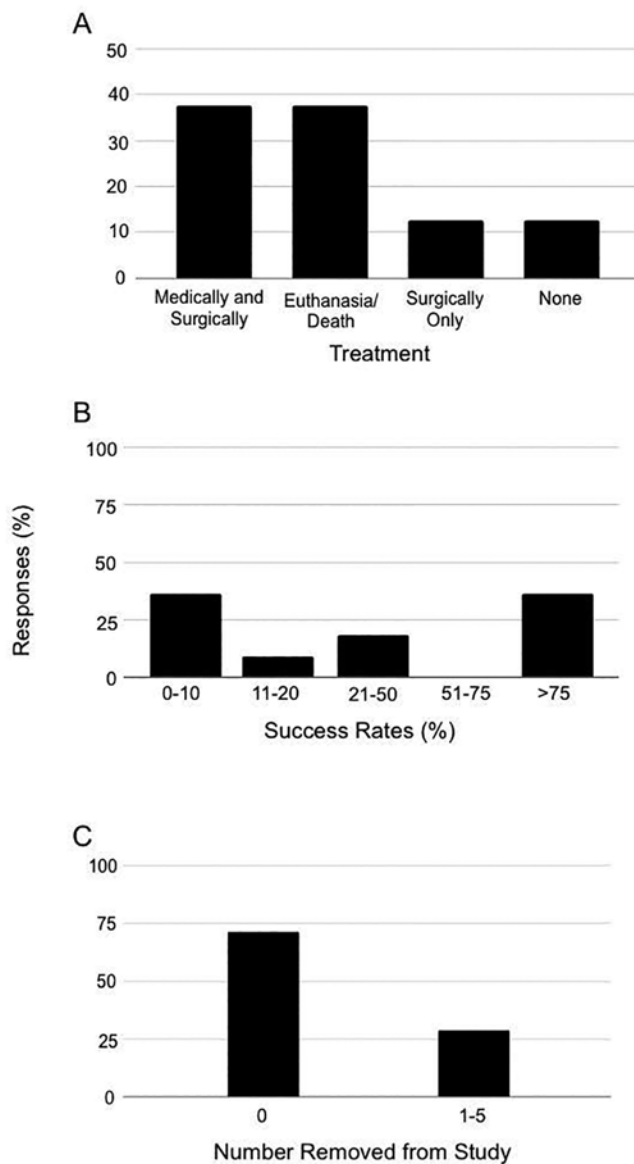 A
50
40
30
20
10
0
Medically and
Surgically
Euthanasia/
Death
Surgically
Only
None
Treatment
B
Responses (%)
100
75
50
25
0
0-10
11-20
21-50
51-75
>75
Success Rates (%)
C
100
75
50
25
0
0
1-5
Number Removed from Study